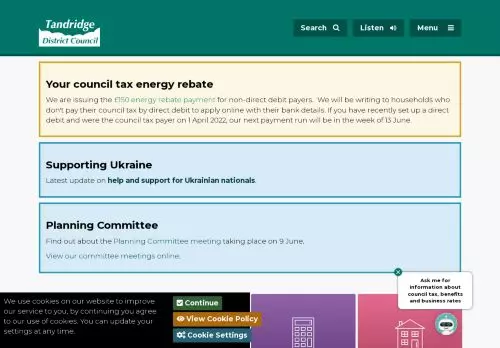 Tandridge
District Council
Search
Listen
Menu
Your council tax energy rebate
We are issuing the £150 energy rebate payment for non-direct debit payers. We will be writing to households who
don't pay their council tax by direct debit to apply online with their bank details. If you have recently set up a direct
debit and were the council tax payer on 1 April 2022, our next payment run will be in the week of 13 June.
Supporting Ukraine
Latest update on help and support for Ukrainian nationals.
Planning Committee
Find out about the Planning Committee meeting taking place on 9 June.
View our committee meetings online.
Ask me for
information about
council tax, benefits
and business rates
We use cookies on our website to improve
our service to you, by continuing you agree
to our use of cookies. You can update your
settings at any time.
Continue
View Cookie Policy
Cookie Settings